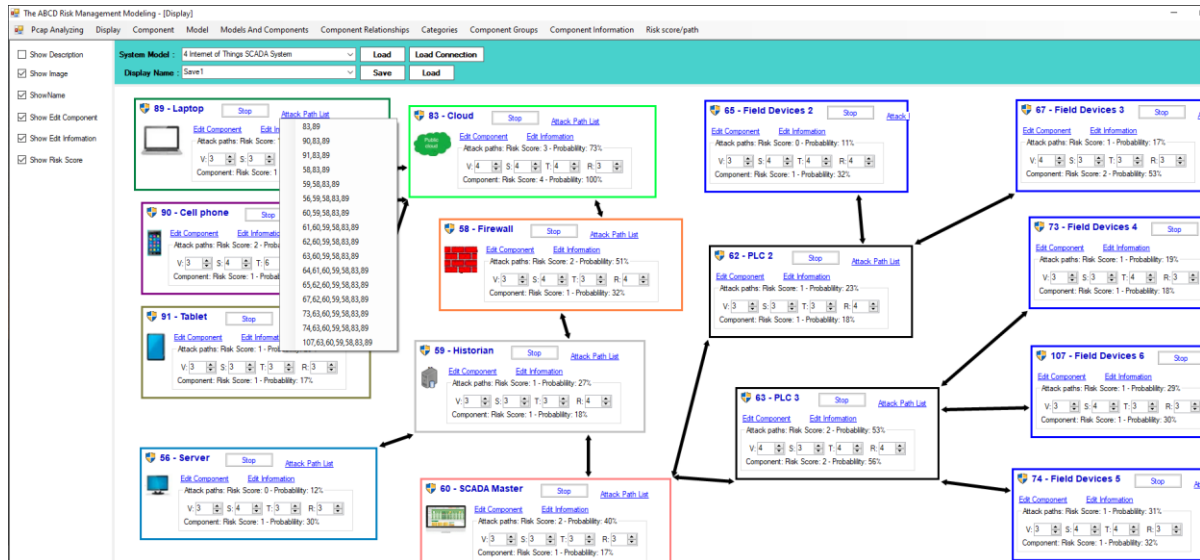 The ABCD Risk Management Modeling - [Display]
Pcap Analyzing Display Component Model Models And Components Component Relationships Categories Component Groups Component Information Risk score/path
Show Description
Show Image
ShowName
Show Edit Component
Show Edit Information
Show Risk Score
System Model : 4 Internet of Things SCADA System Load Load Connection
Display Name : Save1 Save Load
89 - Laptop Stop Attack Path List
Edit Component Edit In
Attack paths: Risk Score:
V: 3 S: 3
Component: Risk Score: 1
83,89
90,83,89
91,83,89
58,83,89
59,58,83,89
56,59,58,83,89
60,59,58,83,89
61,60,59,58,83,89
62,60,59,58,83,89
63,60,59,58,83,89
64,61,60,59,58,83,89
65,62,60,59,58,83,89
67,62,60,59,58,83,89
73,63,60,59,58,83,89
74,63,60,59,58,83,89
107,63,60,59,58,83,89
90 - Cell phone Stop
Edit Component Edit Informatio
Attack paths: Risk Score: 2 - Pro
V: 3 S: 4 T: 6
Component: Risk Score: 1 - Probab
91 - Tablet Stop
Edit Component Edit Informat
Attack paths: Risk Score: 1 - Pro
V: 3 S: 3 T: 3 R: 3
Component: Risk Score: 1 - Probability: 17%
56 - Server Stop Attack Path List
Edit Component Edit Information
Attack paths: Risk Score: 0 - Probability: 12%
V: 3 S: 4 T: 3 R: 3
Component: Risk Score: 1 - Probability: 30%
83 - Cloud Stop Attack Path List
Edit Component Edit Information
Public cloud
Attack paths: Risk Score: 3 - Probability: 73%
V: 4 S: 4 T: 4 R: 3
Component: Risk Score: 4 - Probability: 100%
58 - Firewall Stop Attack Path List
Edit Component Edit Information
Attack paths: Risk Score: 2 - Probability: 51%
V: 3 S: 4 T: 3 R: 4
Component: Risk Score: 1 - Probability: 32%
59 - Historian Stop Attack Path List
Edit Component Edit Information
Attack paths: Risk Score: 1 - Probability: 27%
V: 3 S: 3 T: 3 R: 4
Component: Risk Score: 1 - Probability: 18%
60 - SCADA Master Stop Attack Path List
Edit Component Edit Information
Attack paths: Risk Score: 2 - Probability: 40%
V: 3 S: 3 T: 3 R: 3
Component: Risk Score: 1 - Probability: 17%
65 - Field Devices 2 Stop Attack
Edit Component Edit Information
Attack paths: Risk Score: 0 - Probability: 11%
V: 3 S: 4 T: 4 R: 3
Component: Risk Score: 1 - Probability: 32%
62 - PLC 2 Stop Attack Path List
Edit Component Edit Information
Attack paths: Risk Score: 1 - Probability: 23%
V: 3 S: 3 T: 3 R: 4
Component: Risk Score: 1 - Probability: 18%
63 - PLC 3 Stop Attack Path List
Edit Component Edit Information
Attack paths: Risk Score: 2 - Probability: 53%
V: 4 S: 3 T: 4 R: 4
Component: Risk Score: 2 - Probability: 56%
67 - Field Devices 3 Stop
Edit Component Edit Information
Attack paths: Risk Score: 1 - Probability: 17%
V: 4 S: 3 T: 3 R: 3
Component: Risk Score: 2 - Probability: 53%
73 - Field Devices 4 Stop
Edit Component Edit Information
Attack paths: Risk Score: 1 - Probability: 19%
V: 3 S: 3 T: 4 R: 3
Component: Risk Score: 1 - Probability: 18%
107 - Field Devices 6 Stop
Edit Component Edit Information
Attack paths: Risk Score: 1 - Probability: 29%
V: 3 S: 4 T: 3 R: 3
Component: Risk Score: 1 - Probability: 30%
74 - Field Devices 5 Stop
Edit Component Edit Information
Attack paths: Risk Score: 1 - Probability: 31%
V: 3 S: 4 T: 4 R: 3
Component: Risk Score: 1 - Probability: 32%